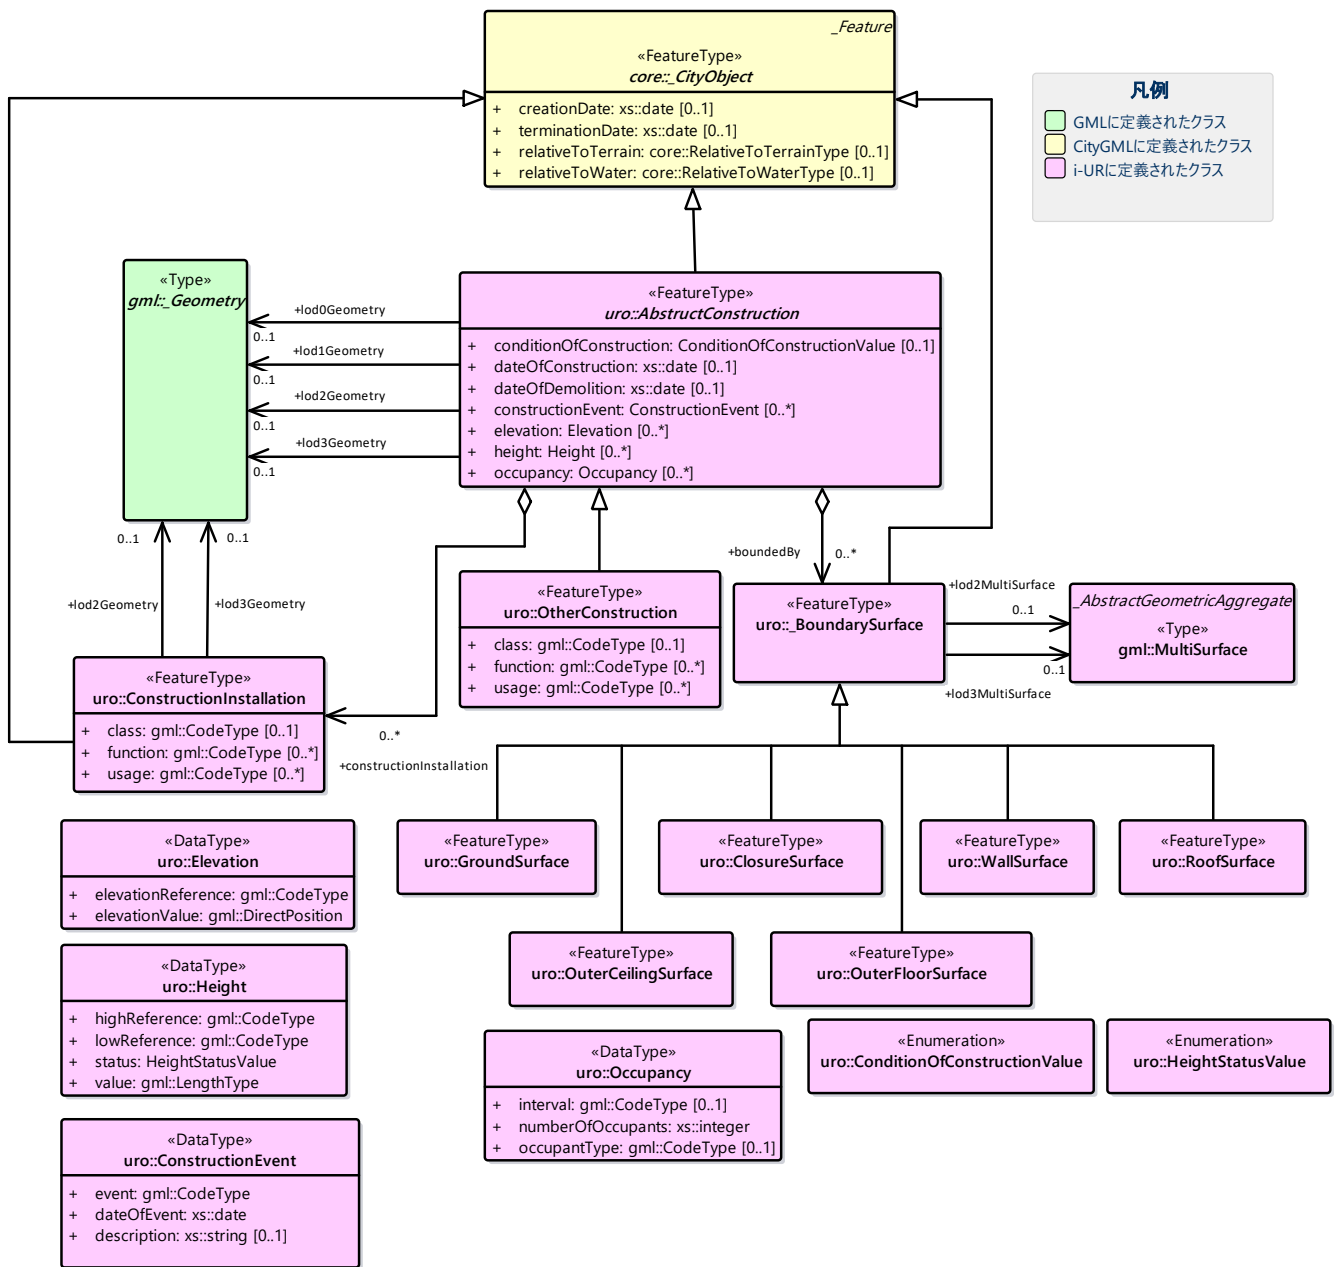 _Feature
«FeatureType»
core::_CityObject
+ creationDate: xs::date [0..1]
+ terminationDate: xs::date [0..1]
+ relativeToTerrain: core::RelativeToTerrainType [0..1]
+ relativeToWater: core::RelativeToWaterType [0..1]
凡例
GMLに定義されたクラス
CityGMLに定義されたクラス
i-URに定義されたクラス
«Type»
gml::_Geometry
+lod0Geometry
0..1
+lod1Geometry
0..1
+lod2Geometry
0..1
+lod3Geometry
0..1
«FeatureType»
uro::AbstractConstruction
+ conditionOfConstruction: ConditionOfConstructionValue [0..1]
+ dateOfConstruction: xs::date [0..1]
+ dateOfDemolition: xs::date [0..1]
+ constructionEvent: ConstructionEvent [0..*]
+ elevation: Elevation [0..*]
+ height: Height [0..*]
+ occupancy: Occupancy [0..*]
0..1
0..1
+lod2Geometry
+lod3Geometry
+boundedBy
0..*
«FeatureType»
uro::OtherConstruction
+ class: gml::CodeType [0..1]
+ function: gml::CodeType [0..*]
+ usage: gml::CodeType [0..*]
«FeatureType»
uro::_BoundarySurface
+lod2MultiSurface
0..1
0..1
+lod3MultiSurface
_AbstractGeometricAggregate
«Type»
gml::MultiSurface
«FeatureType»
uro::ConstructionInstallation
+ class: gml::CodeType [0..1]
+ function: gml::CodeType [0..*]
+ usage: gml::CodeType [0..*]
0..*
+constructionInstallation
«FeatureType»
uro::GroundSurface
«FeatureType»
uro::ClosureSurface
«FeatureType»
uro::WallSurface
«FeatureType»
uro::RoofSurface
«DataType»
uro::Elevation
+ elevationReference: gml::CodeType
+ elevationValue: gml::DirectPosition
«FeatureType»
uro::OuterCeilingSurface
«FeatureType»
uro::OuterFloorSurface
«DataType»
uro::Height
+ highReference: gml::CodeType
+ lowReference: gml::CodeType
+ status: HeightStatusValue
+ value: gml::LengthType
«DataType»
uro::Occupancy
+ interval: gml::CodeType [0..1]
+ numberOfOccupants: xs::integer
+ occupantType: gml::CodeType [0..1]
«Enumeration»
uro::ConditionOfConstructionValue
«Enumeration»
uro::HeightStatusValue
«DataType»
uro::ConstructionEvent
+ event: gml::CodeType
+ dateOfEvent: xs::date
+ description: xs::string [0..1]